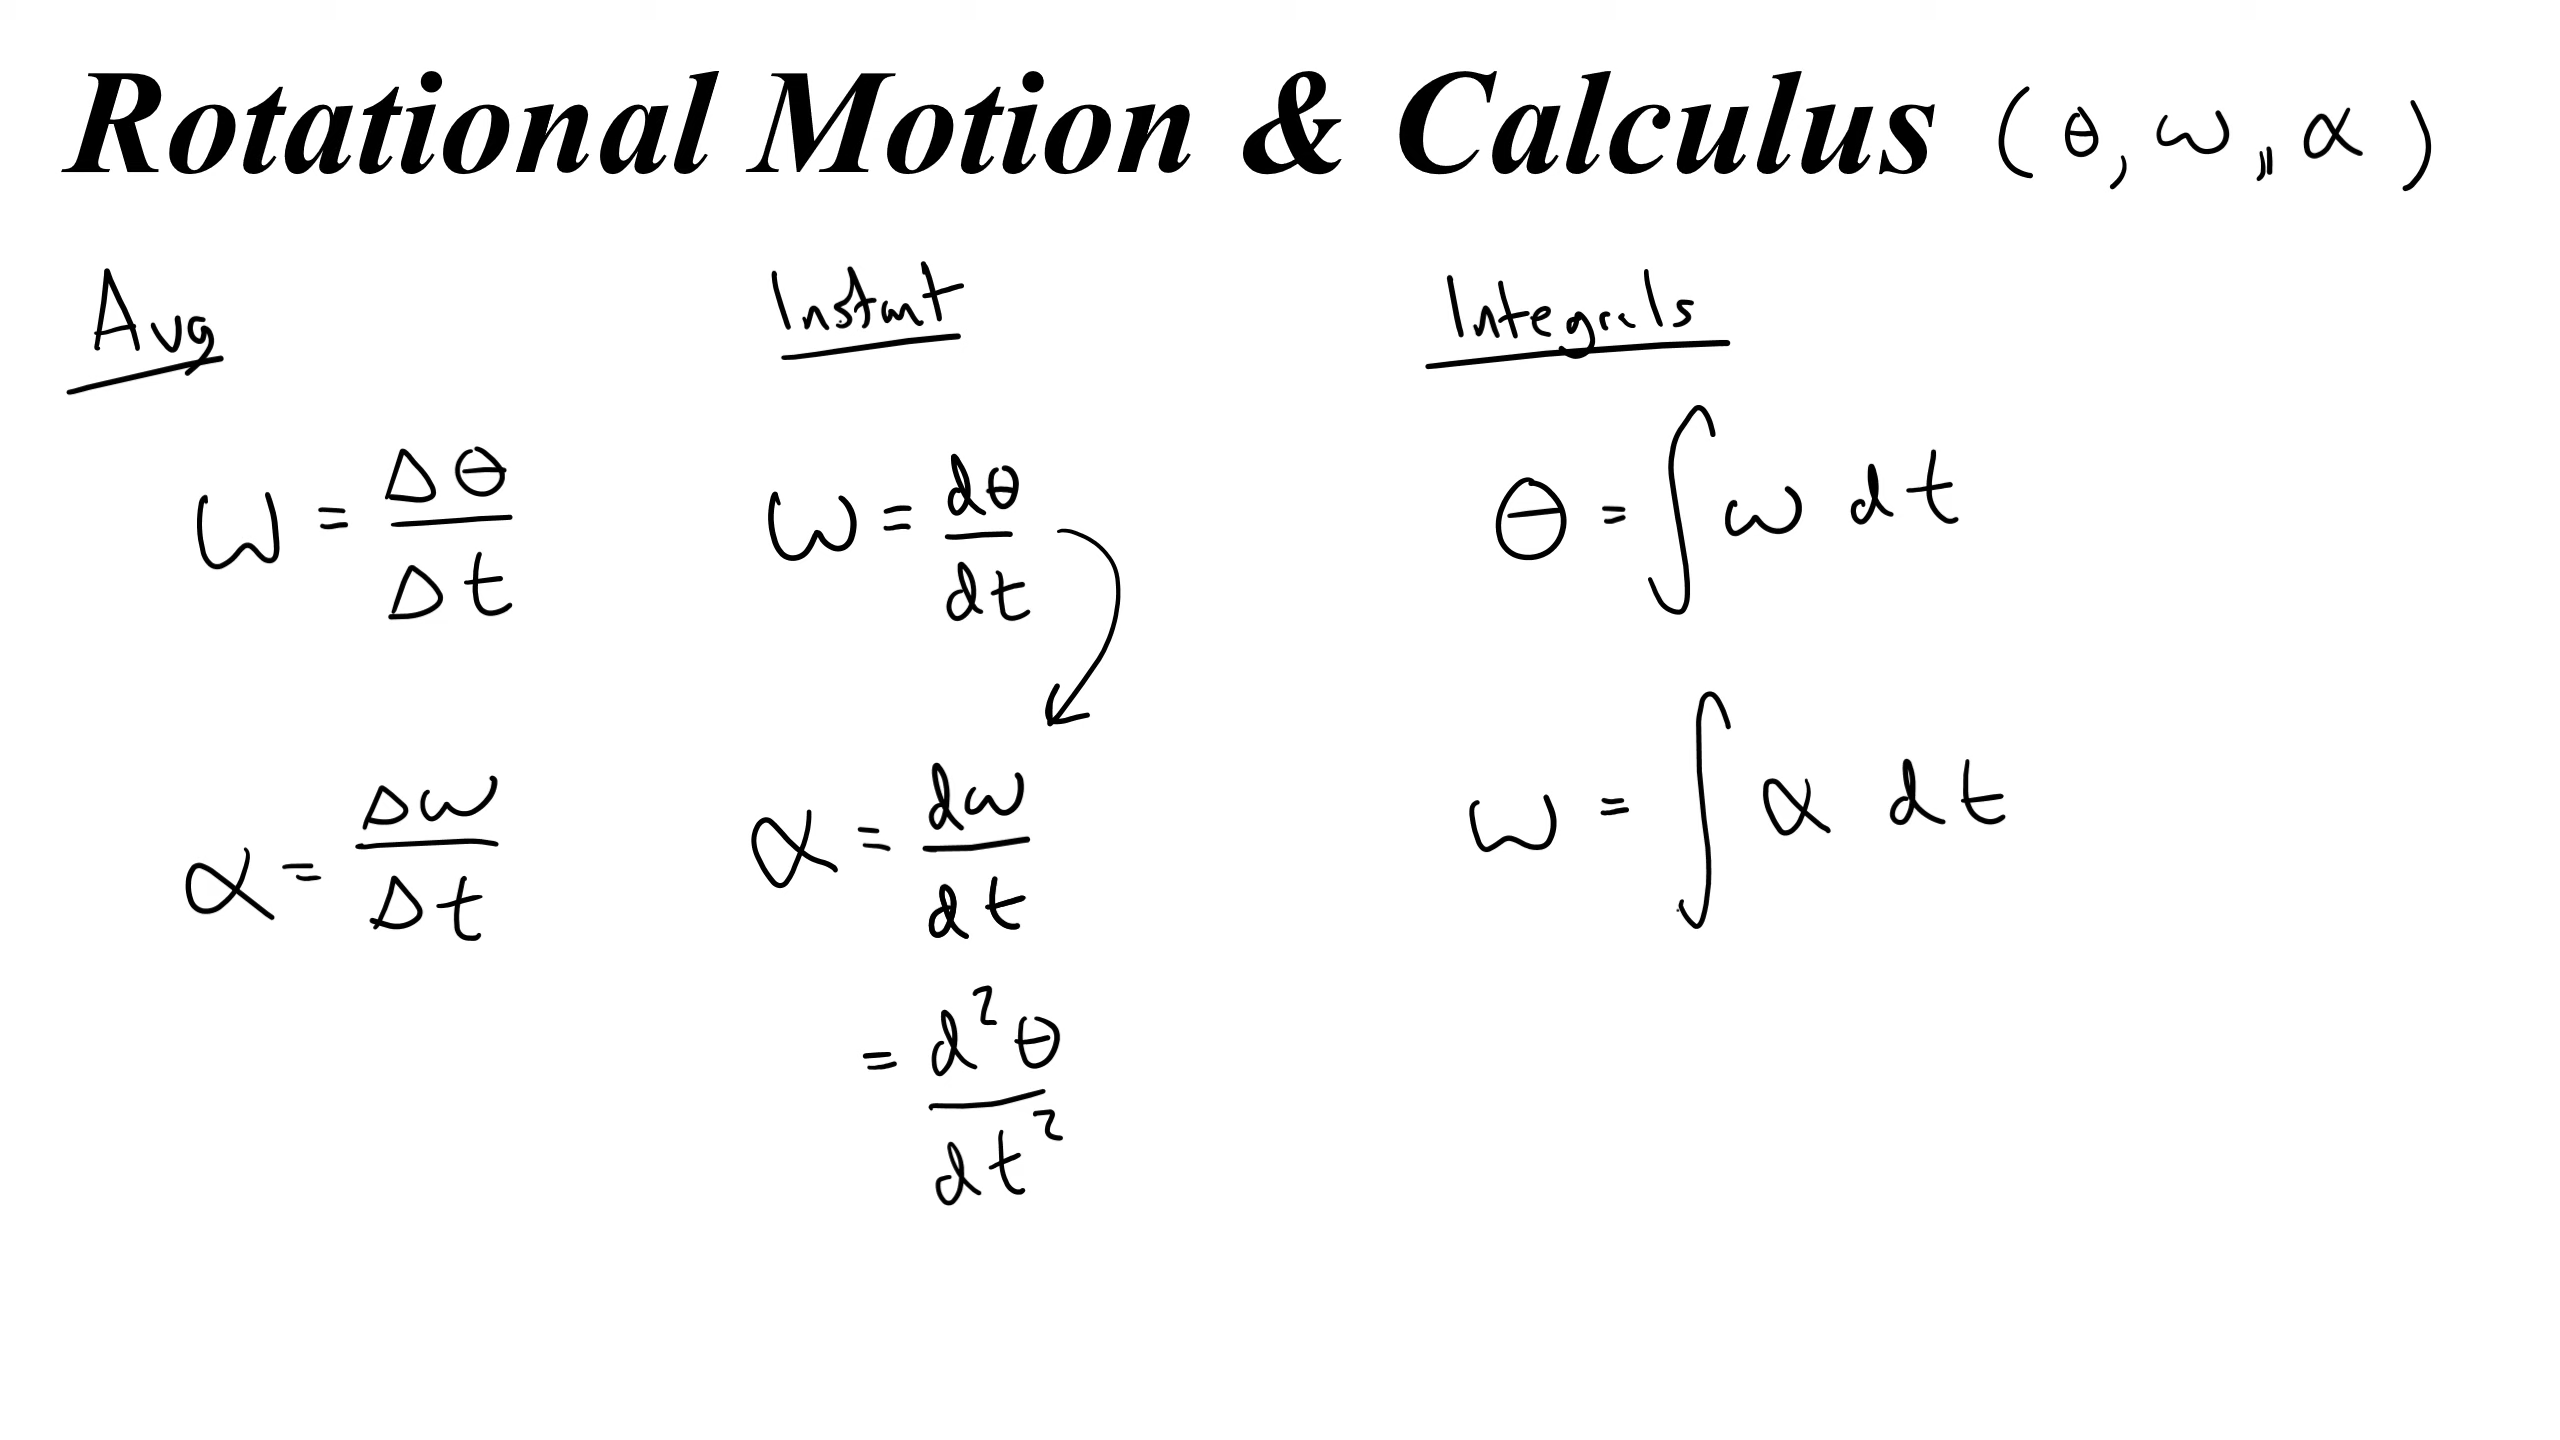 Rotational Motion & Calculus (θ, ω,, α)
Avg
ω = Δθ/Δt
α = Δω/Δt
Instant
ω = dθ/dt
α = dω/dt
= d²θ/dt²
Integrals
θ = ∫ ω dt
ω = ∫ α dt